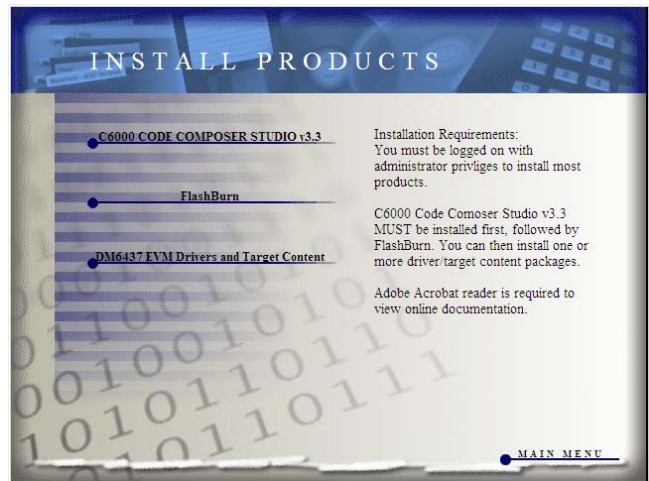 INSTALL PRODUCTS
C6000 CODE COMPOSER STUDIO v3.3
FlashBurn
DM6437 EVM Drivers and Target Content
Installation Requirements:
You must be logged on with
administrator privliges to install most
products.
C6000 Code Comoser Studio v3.3
MUST be installed first, followed by
FlashBurn. You can then install one or
more driver/target content packages.
Adobe Acrobat reader is required to
view online documentation.
MAIN MENU